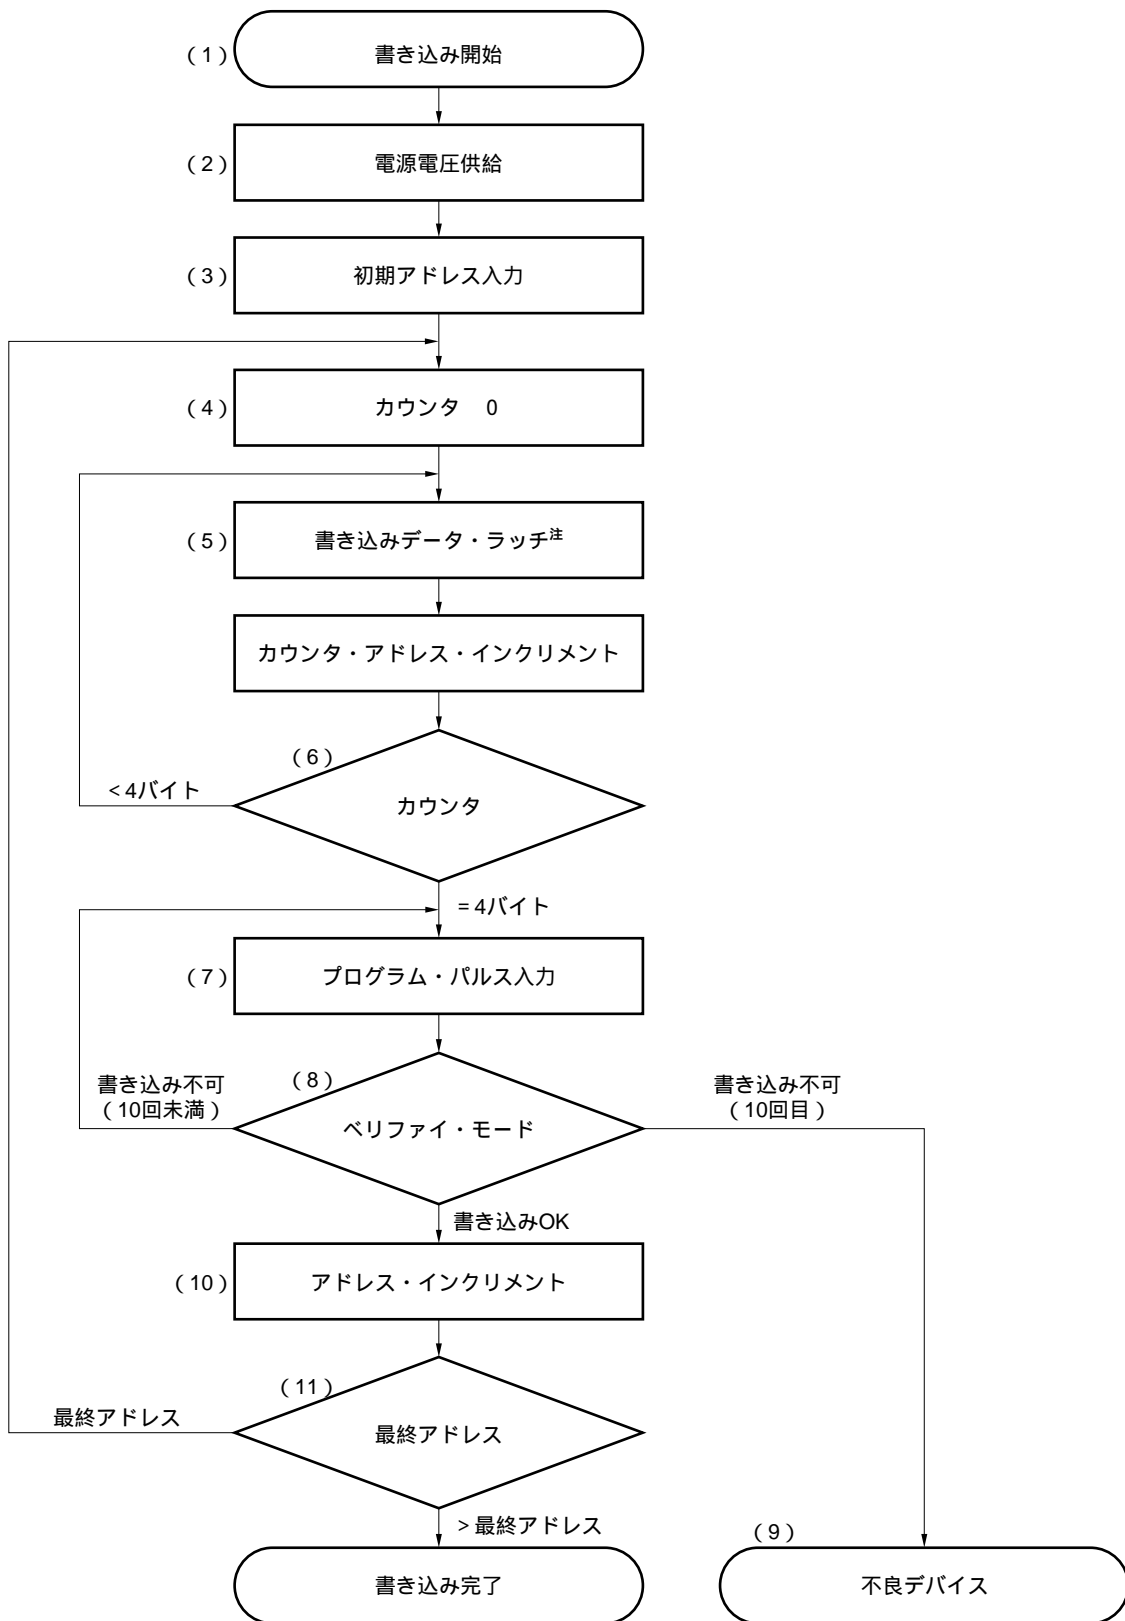 (1)
書き込み開始
(2)
電源電圧供給
(3)
初期アドレス入力
(4)
カウンタ 0
(5)
書き込みデータ・ラッチ注
カウンタ・アドレス・インクリメント
(6)
<4バイト
カウンタ
=4バイト
(7)
プログラム・パルス入力
書き込み不可
(10回未満)
(8)
書き込み不可
(10回目)
ベリファイ・モード
書き込みOK
(10)
アドレス・インクリメント
(11)
最終アドレス
最終アドレス
>最終アドレス
(9)
書き込み完了
不良デバイス